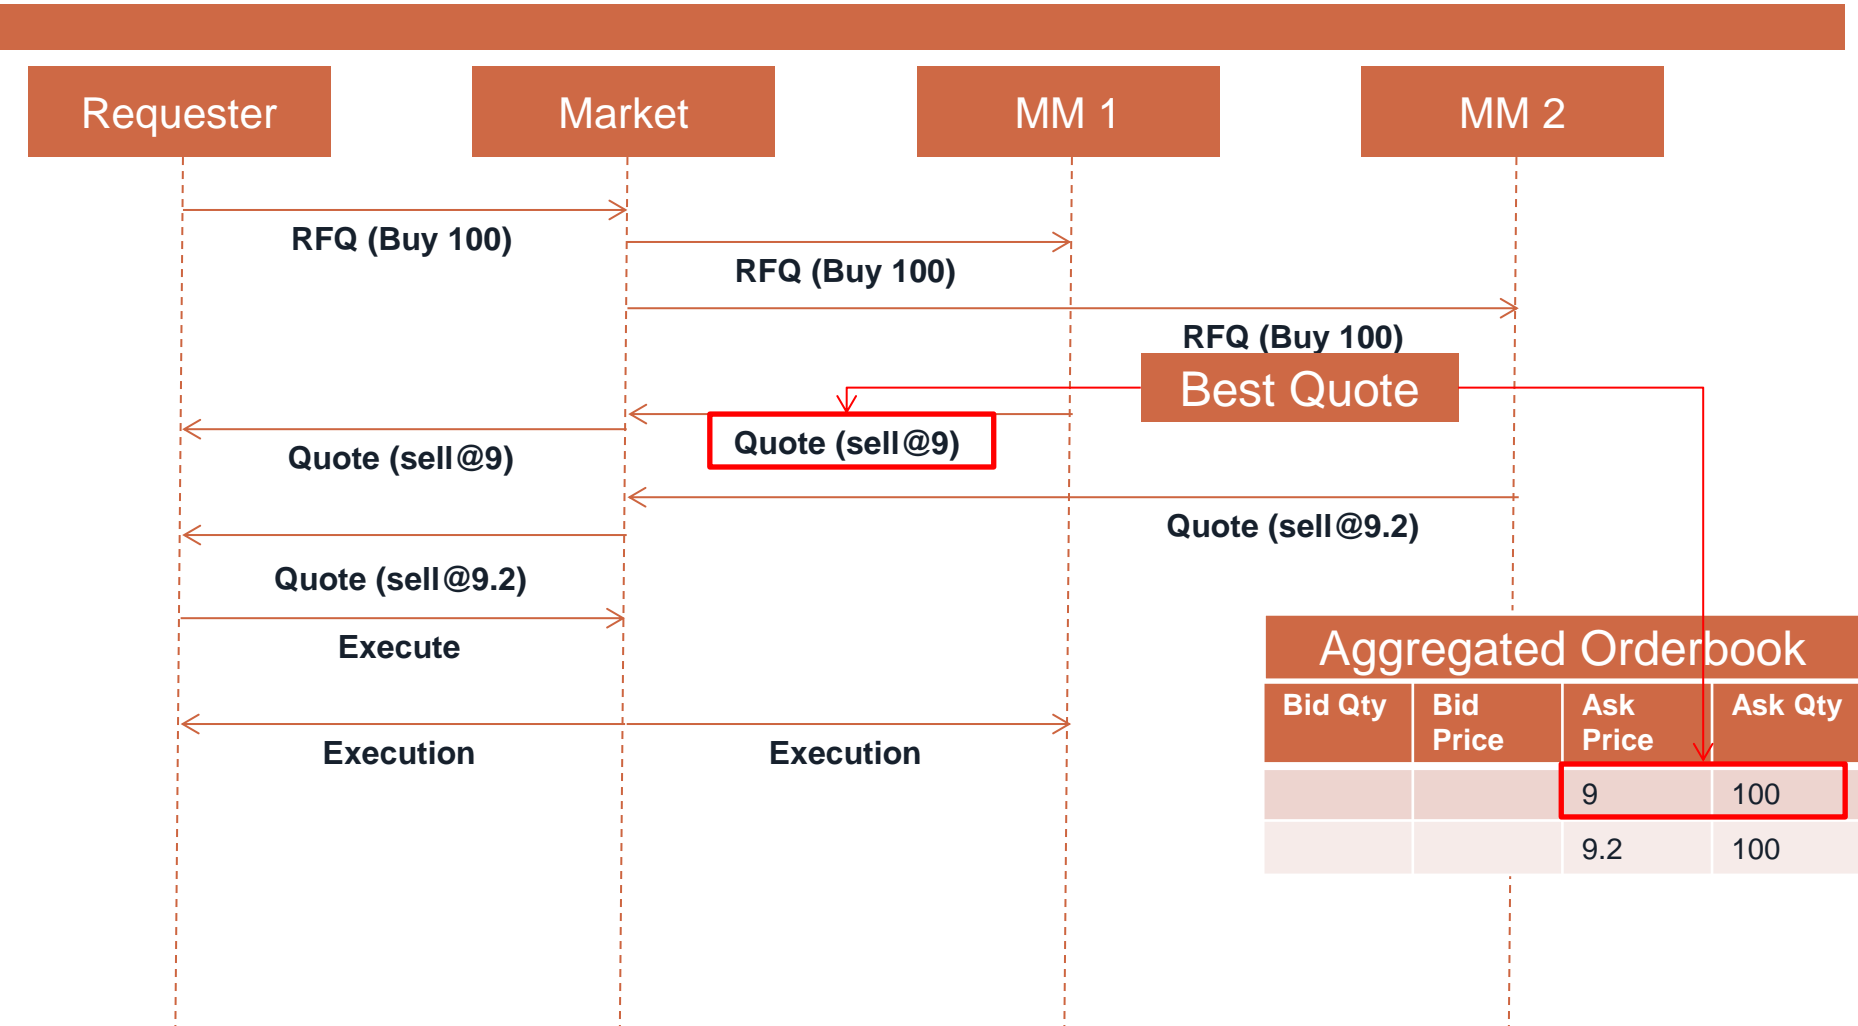 Requester
Market
MM 1
MM 2
RFQ (Buy 100)
RFQ (Buy 100)
RFQ (Buy 100)
Best Quote
Quote (sell@9)
Quote (sell@9)
Quote (sell@9.2)
Quote (sell@9.2)
Execute
Execution
Execution
Aggregated Orderbook
Bid Qty
Bid
Price
Ask
Price
Ask Qty
9
100
9.2
100